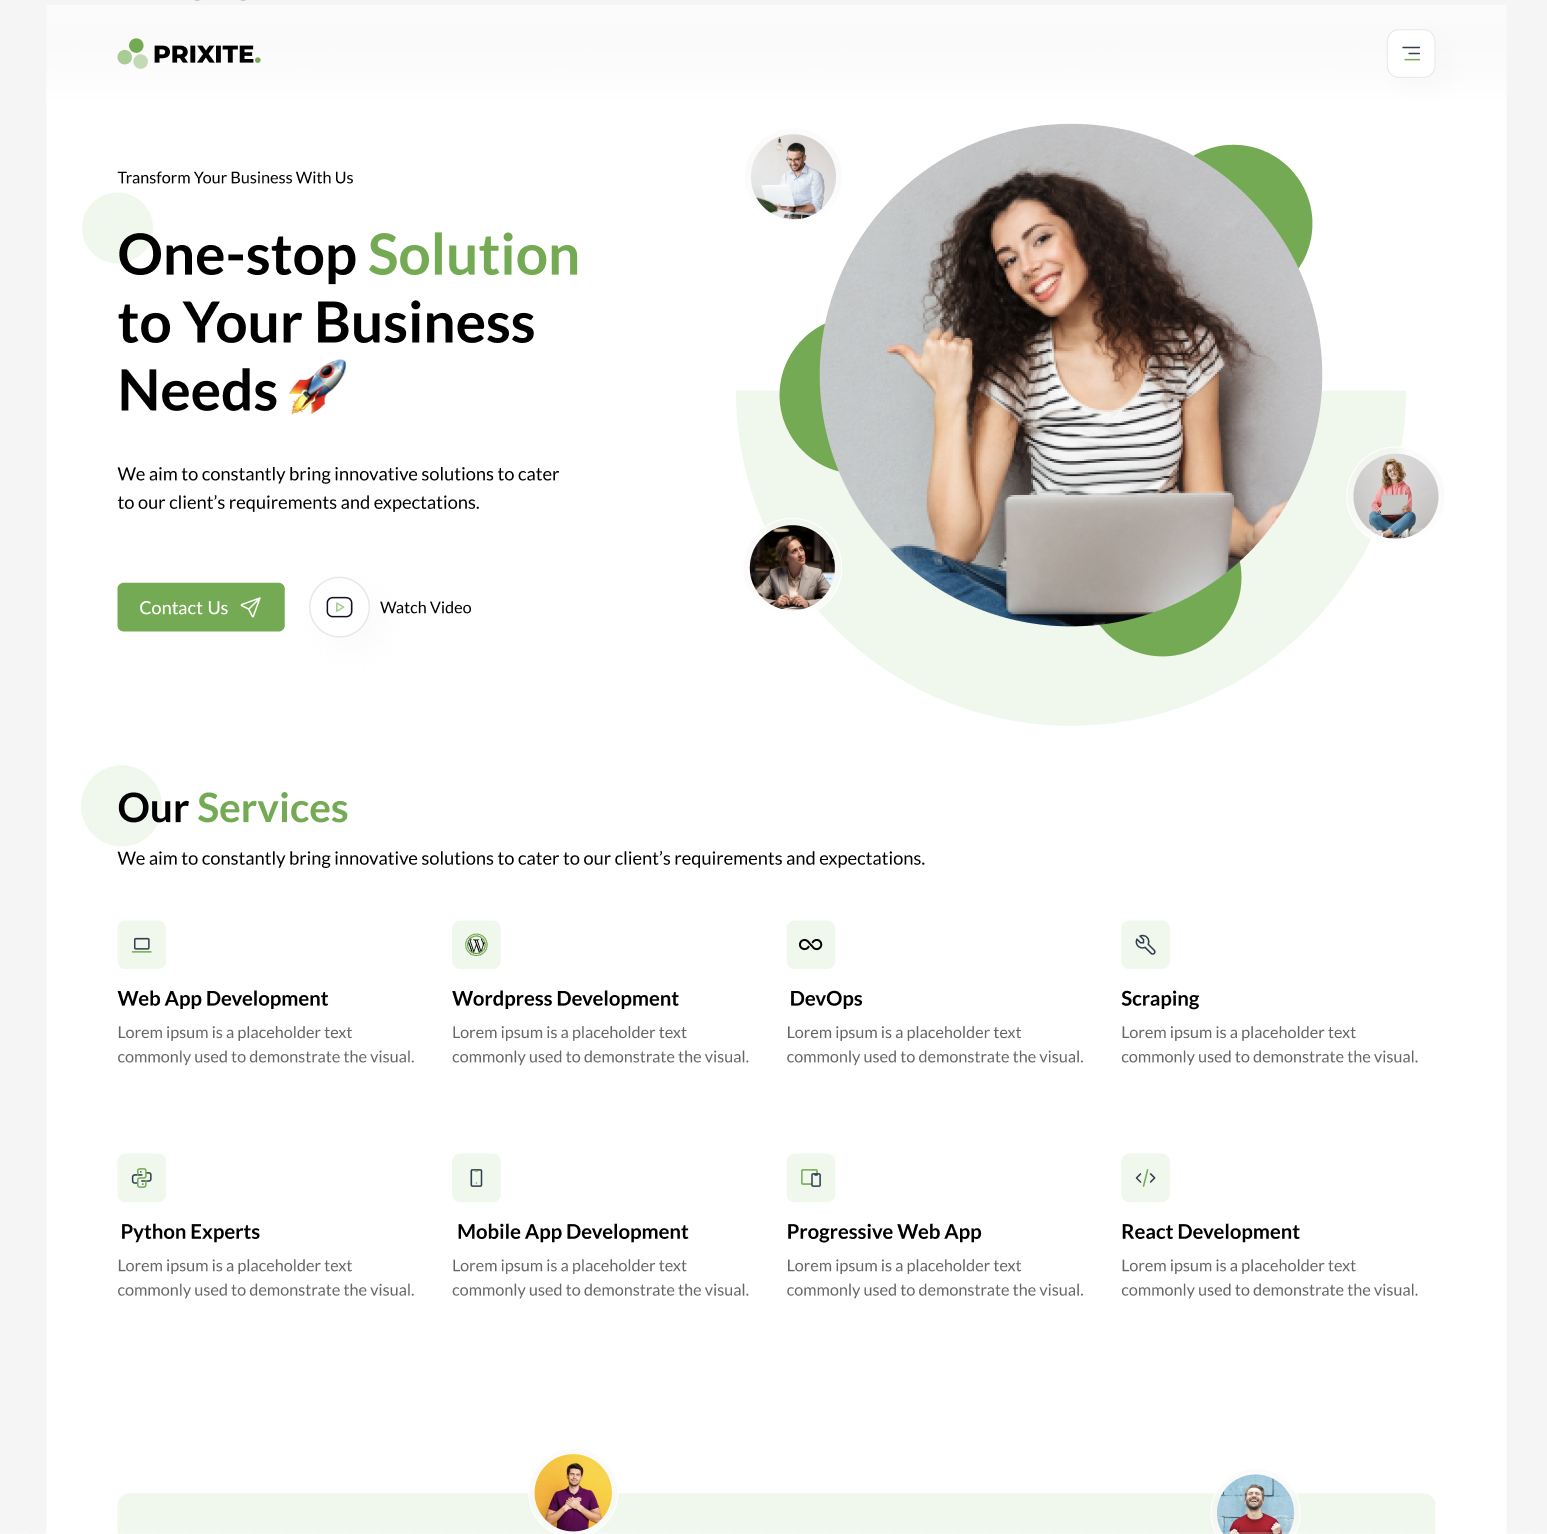 PRIXITE.
Transform Your Business With Us
One-stop Solution
to Your Business
Needs 🚀
We aim to constantly bring innovative solutions to cater
to our client’s requirements and expectations.
Contact Us
Watch Video
Our Services
We aim to constantly bring innovative solutions to cater to our client’s requirements and expectations.
Web App Development
Lorem ipsum is a placeholder text
commonly used to demonstrate the visual.
Wordpress Development
Lorem ipsum is a placeholder text
commonly used to demonstrate the visual.
DevOps
Lorem ipsum is a placeholder text
commonly used to demonstrate the visual.
Scraping
Lorem ipsum is a placeholder text
commonly used to demonstrate the visual.
Python Experts
Lorem ipsum is a placeholder text
commonly used to demonstrate the visual.
Mobile App Development
Lorem ipsum is a placeholder text
commonly used to demonstrate the visual.
Progressive Web App
Lorem ipsum is a placeholder text
commonly used to demonstrate the visual.
React Development
Lorem ipsum is a placeholder text
commonly used to demonstrate the visual.